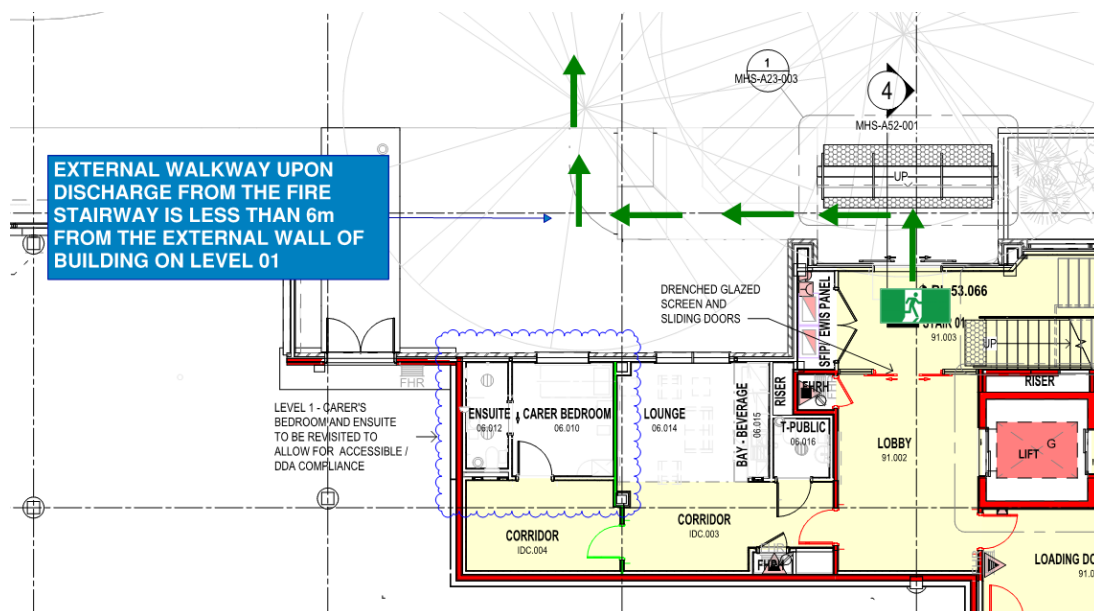 1
MHS-A23-003
4
MHS-A52-001
UP
EXTERNAL WALKWAY UPON
DISCHARGE FROM THE FIRE
STAIRWAY IS LESS THAN 6m
FROM THE EXTERNAL WALL OF
BUILDING ON LEVEL 01
DRENCHED GLAZED
SCREEN AND
SLIDING DOORS
SFIP/ EWIS PANEL
53.066
STAIR 01
91.003
UP
FHR
RISER
FHRH
RISER
LEVEL 1 - CARER'S
BEDROOM AND ENSUITE
TO BE REVISITED TO
ALLOW FOR ACCESSIBLE /
DDA COMPLIANCE
ENSUITE
06.012
CARER BEDROOM
06.010
LOUNGE
06.014
BAY - BEVERAGE
06.015
T-PUBLIC
06.016
LOBBY
91.002
G
LIFT
CORRIDOR
IDC.004
CORRIDOR
IDC.003
FHR
FHRH
LOADING DO
91.0